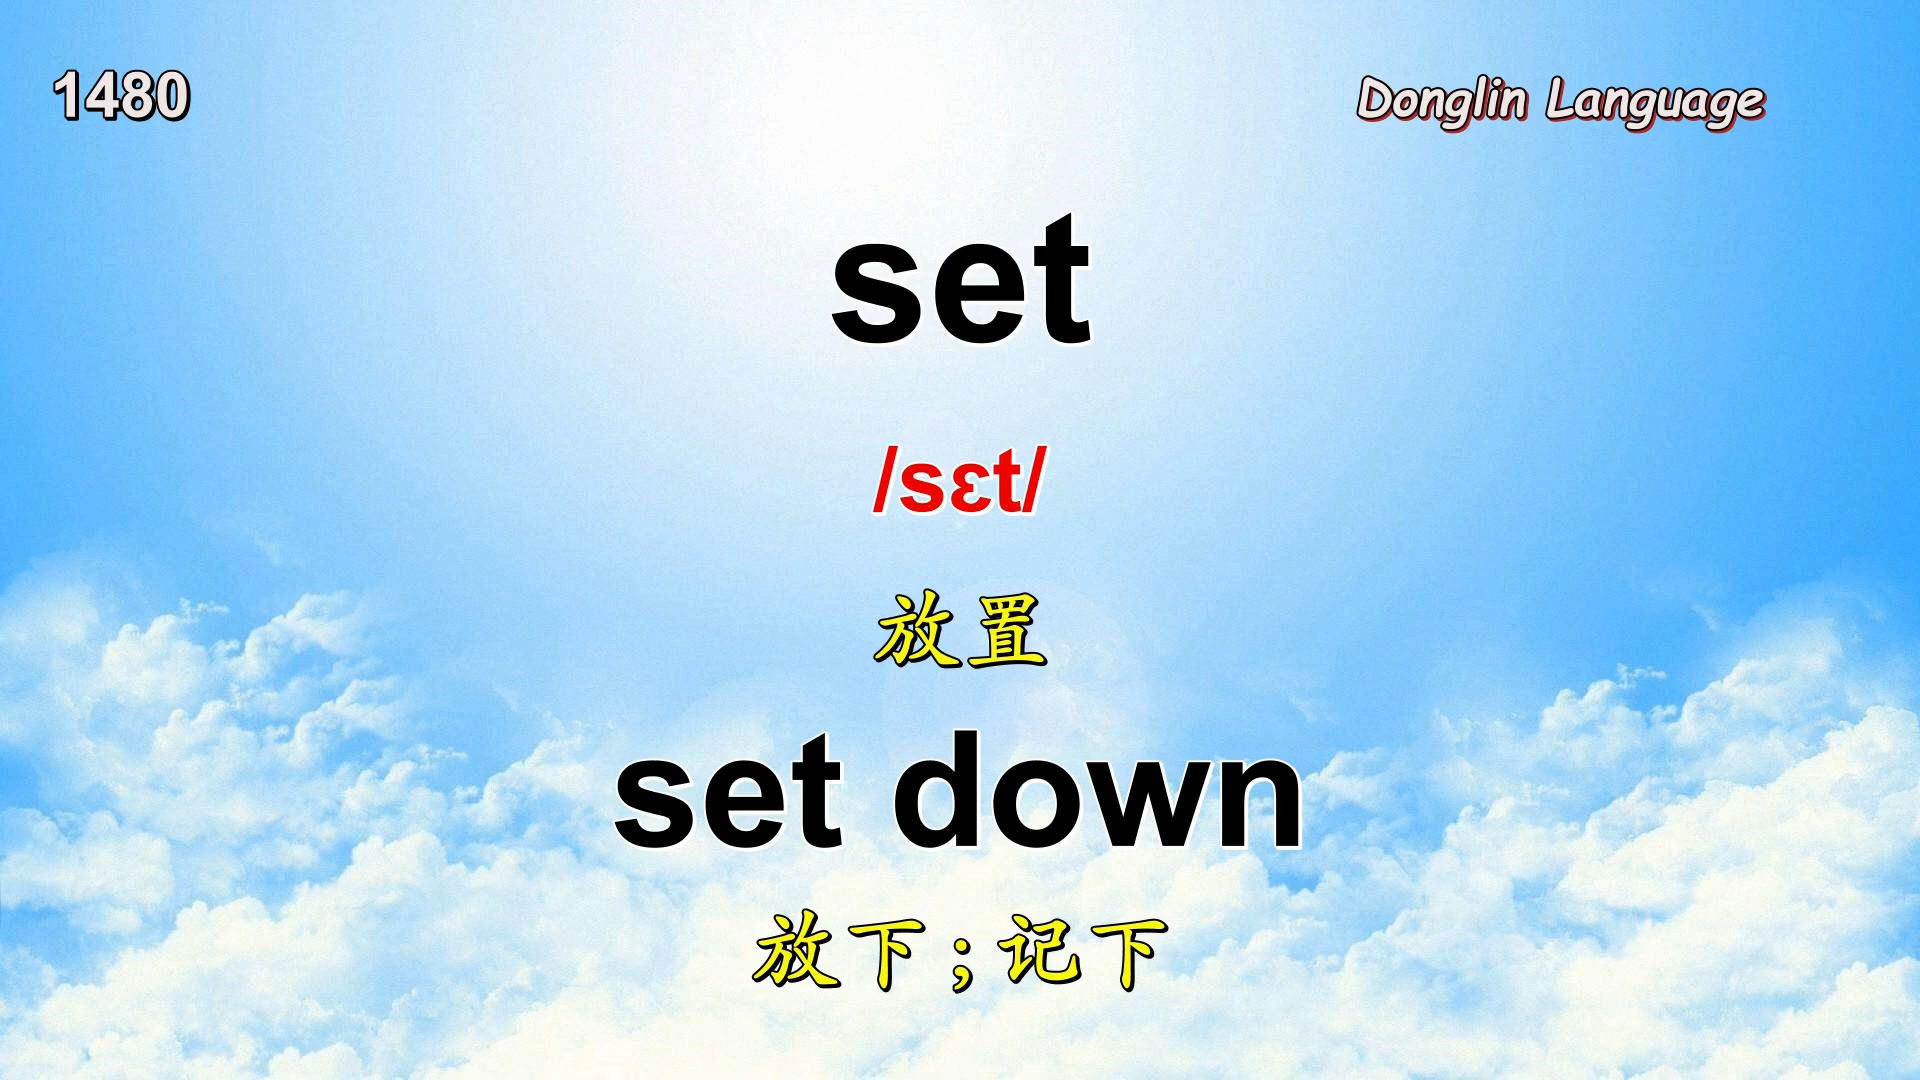 1480
Donglin Language
set
/sɛt/
放置
set down
放下;记下